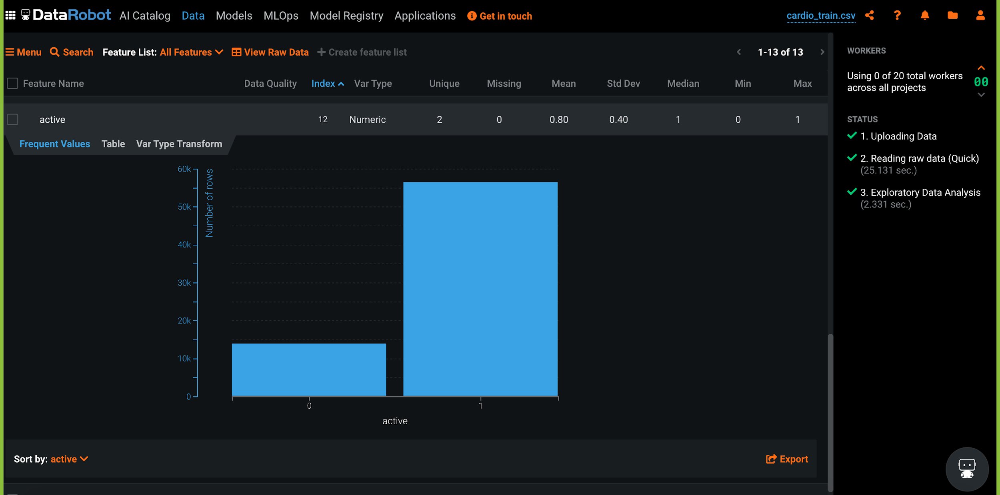 DataRobot AI Catalog Data Models MLOps Model Registry Applications Get in touch cardio_train.csv
Menu Search Feature List: All Features View Raw Data Create feature list 1-13 of 13
Feature Name Data Quality Index Var Type Unique Missing Mean Std Dev Median Min Max
active 12 Numeric 2 0 0.80 0.40 1 0 1
Frequent Values Table Var Type Transform
Number of rows
60k
50k
40k
30k
20k
10k
0
0 1
active
Sort by: active Export
WORKERS
Using 0 of 20 total workers
across all projects
00
STATUS
1. Uploading Data
2. Reading raw data (Quick)
(25.131 sec.)
3. Exploratory Data Analysis
(2.331 sec.)